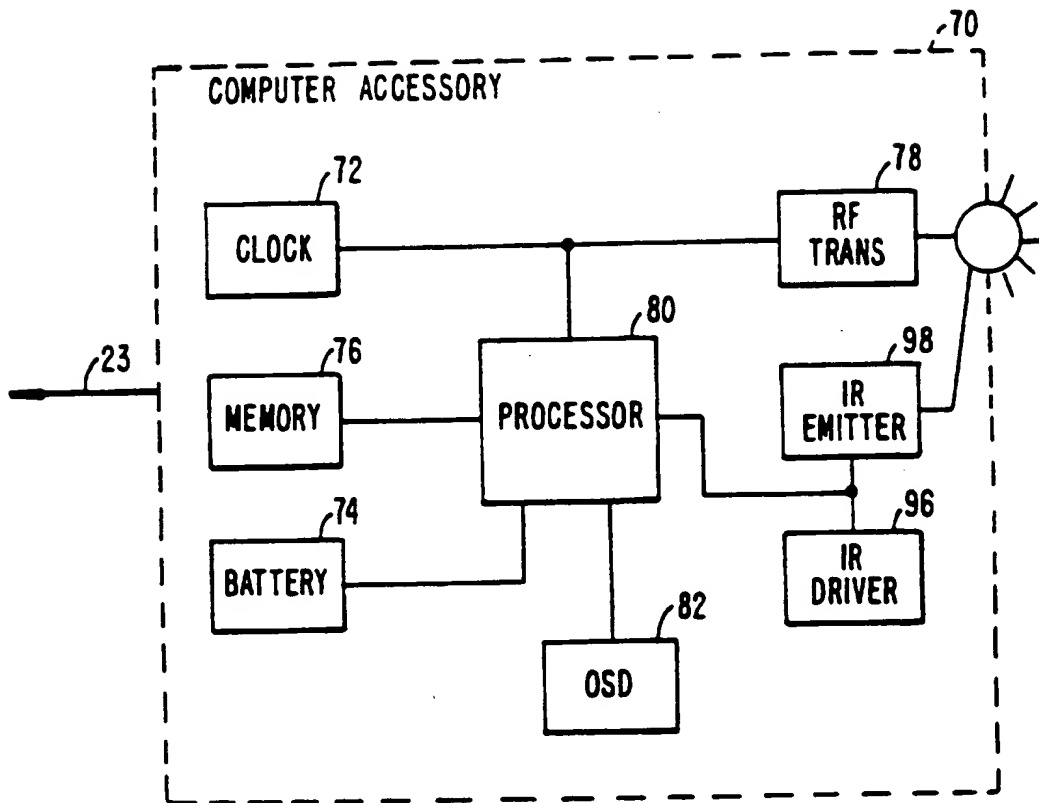 70
COMPUTER ACCESSORY
72
CLOCK
78
RF
TRANS
80
PROCESSOR
23
76
MEMORY
98
IR
EMITTER
74
BATTERY
96
IR
DRIVER
82
OSD